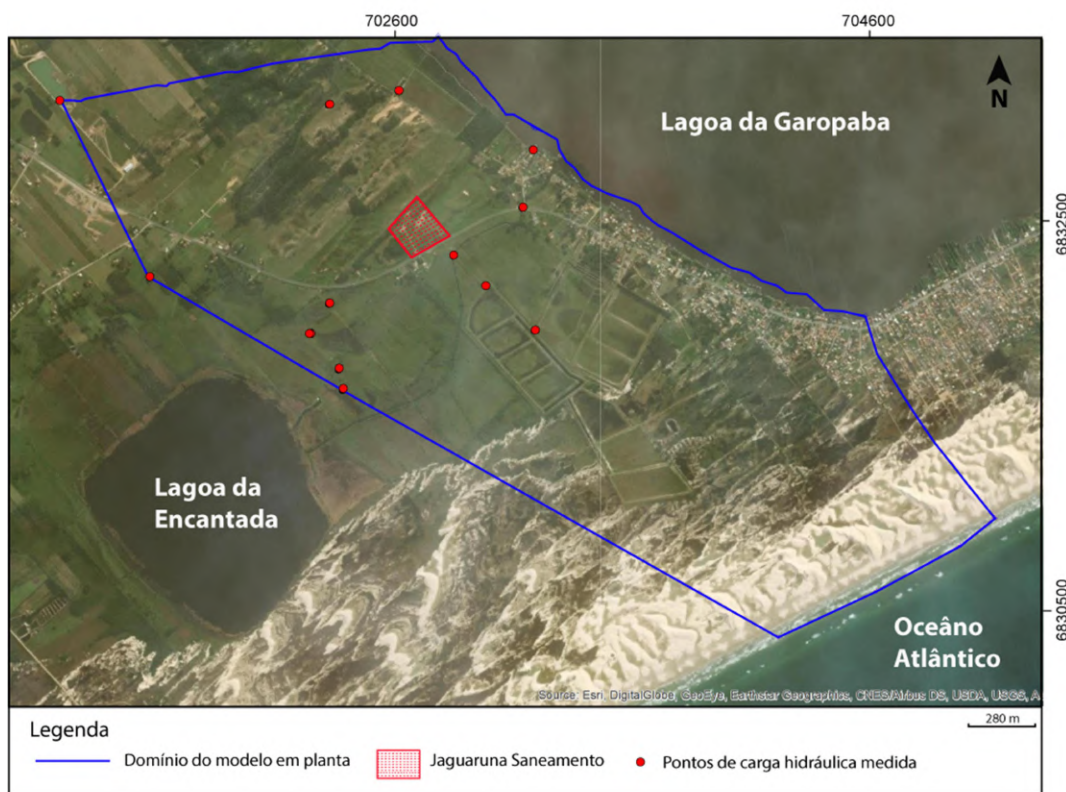 702600
704600
N
Lagoa da Garopaba
6832500
Lagoa da
Encantada
6830500
Oceâno
Atlântico
Source: Esri, DigitalGlobe, GeoEye, Earthstar Geographics, CNES/Airbus DS, USDA, USGS, A
Legenda
280 m
Domínio do modelo em planta
Jaguaruna Saneamento
Pontos de carga hidráulica medida